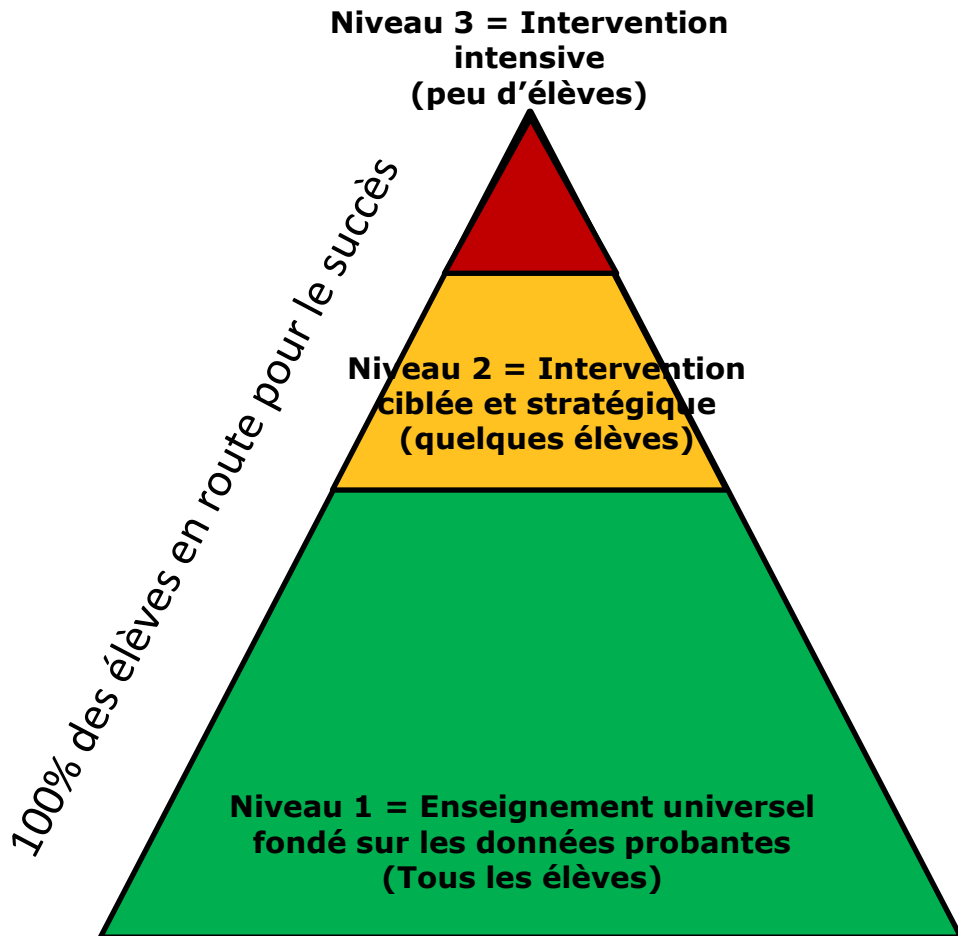 Niveau 3 = Intervention
intensive
(peu d’élèves)
100% des élèves en route pour le succès
Niveau 2 = Intervention
ciblée et stratégique
(quelques élèves)
Niveau 1 = Enseignement universel
fondé sur les données probantes
(Tous les élèves)